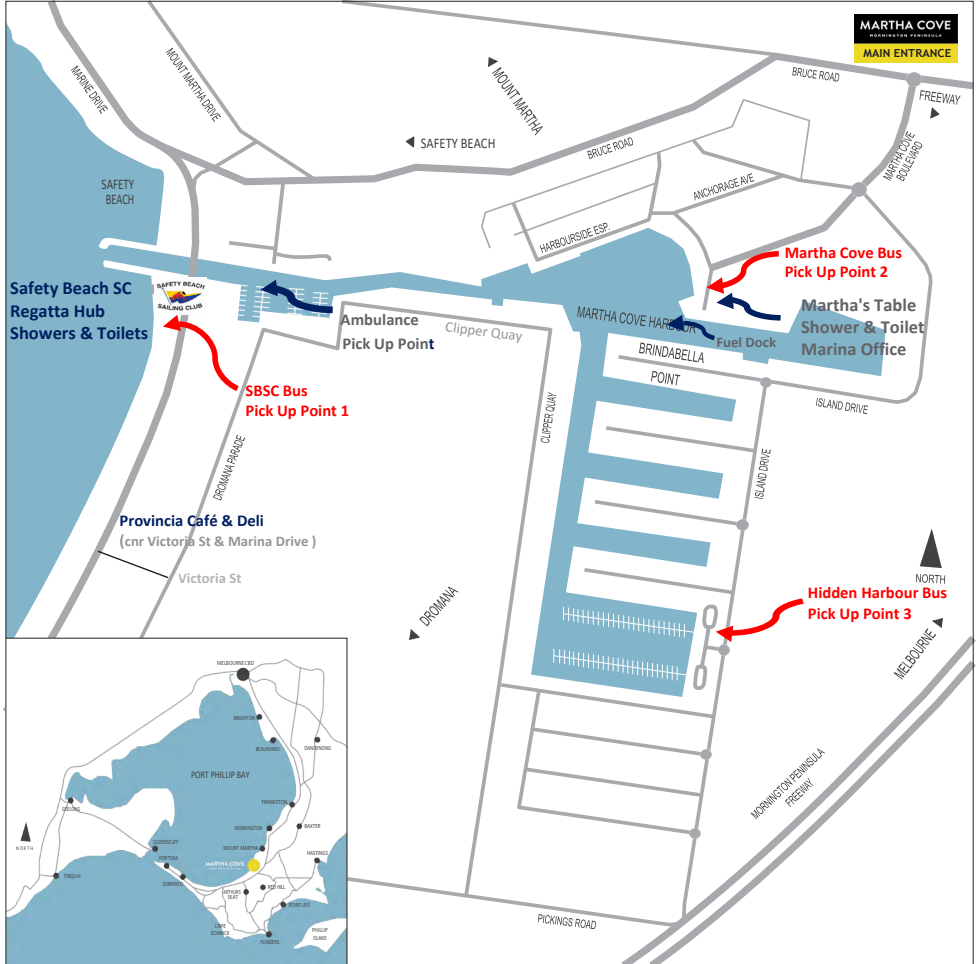 MARTHA COVE
MORNINGTON PENINSULA
MAIN ENTRANCE
BRUCE ROAD
FREEWAY
MARINE DRIVE
MOUNT MARTHA DRIVE
MOUNT MARTHA
SAFETY BEACH
BRUCE ROAD
MARTHA COVE
BOULEVARD
SAFETY
BEACH
ANCHORAGE AVE
HARBOURSIDE ESP.
Martha Cove Bus
Pick Up Point 2
Safety Beach SC
Regatta Hub
Showers & Toilets
SAFETY BEACH
SAILING CLUB
Ambulance
Pick Up Point
Clipper Quay
MARTHA COVE HARBOUR
Fuel Dock
Martha's Table
Shower & Toilet
Marina Office
BRINDABELLA
POINT
ISLAND DRIVE
SBSC Bus
Pick Up Point 1
CLIPPER QUAY
DROMANA PARADE
ISLAND DRIVE
Provincia Café & Deli
(cnr Victoria St & Marina Drive )
Victoria St
DROMANA
NORTH
Hidden Harbour Bus
Pick Up Point 3
MELBOURNE
MORNINGTON PENINSULA
FREEWAY
PICKINGS ROAD
MELBOURNE CBD
BRIGHTON
BEAUMARIS
DANDENONG
PORT PHILLIP BAY
GEELONG
FRANKSTON
MORNINGTON
BAXTER
NORTH
QUEENSCLIFF
MOUNT MARTHA
HASTINGS
PORTSEA
MARTHA COVE
TORQUAY
SORRENTO
ARTHURS
SEAT
RED HILL
POINT LEO
CAPE
SCHANCK
FLINDERS
PHILLIP
ISLAND